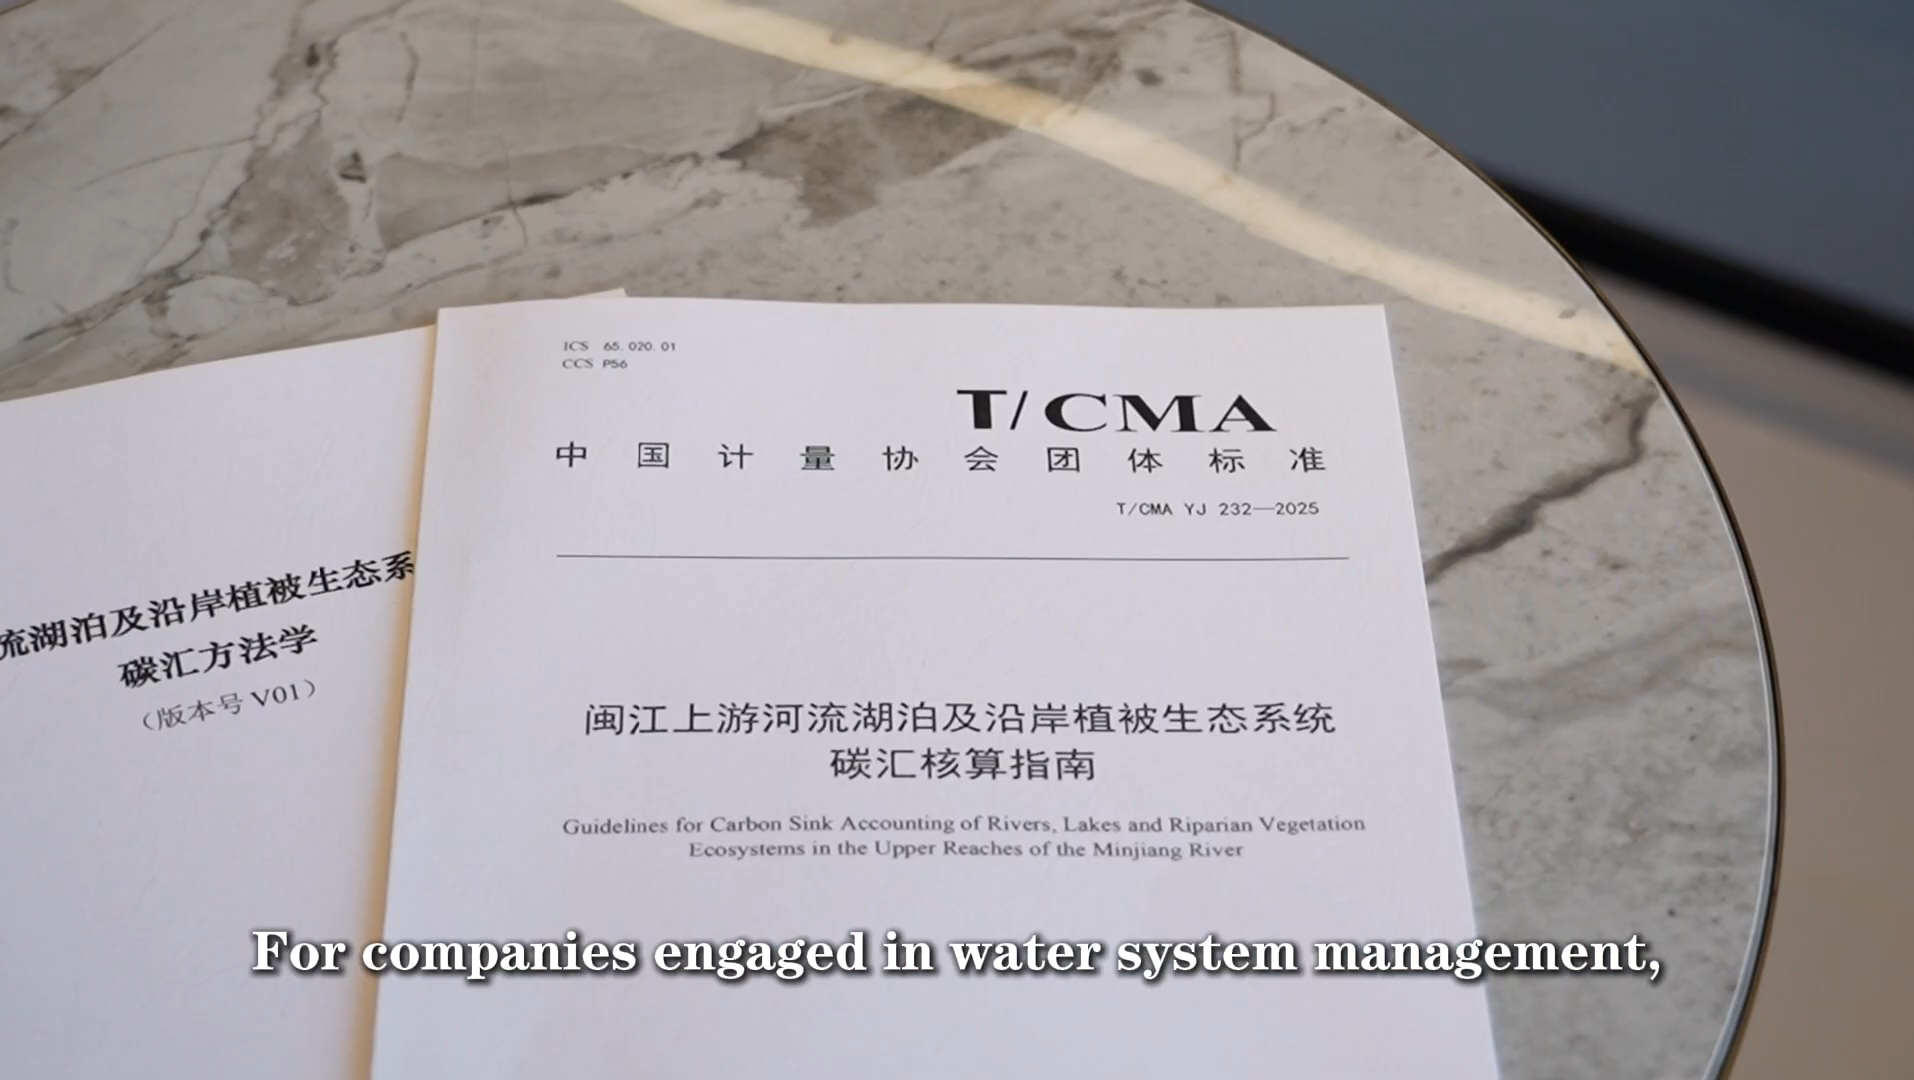 ICS 65.020.01
CCS P56
T/CMA
中国计量协会团体标准
T/CMA YJ 232—2025
闽江上游河流湖泊及沿岸植被生态系统
碳汇核算指南
Guidelines for Carbon Sink Accounting of Rivers, Lakes and Riparian Vegetation
Ecosystems in the Upper Reaches of the Minjiang River
流湖泊及沿岸植被生态系
碳汇方法学
（版本号 V01）
For companies engaged in water system management,